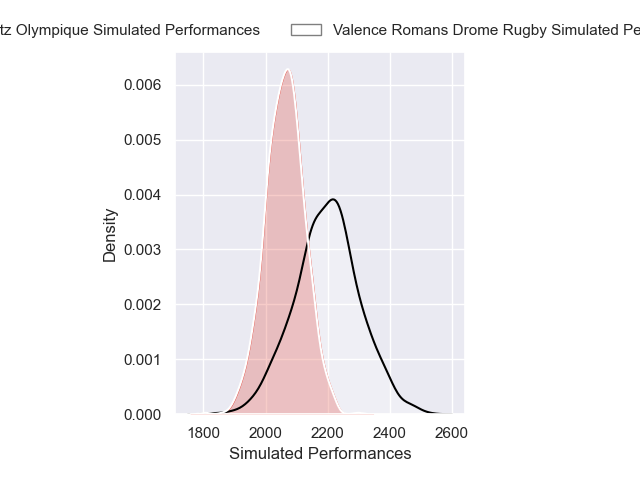 tz Olympique Simulated Performances
Valence Romans Drome Rugby Simulated Pe
0.006
0.005
0.004
0.003
0.002
0.001
0.000
Density
1800 2000 2200 2400 2600
Simulated Performances